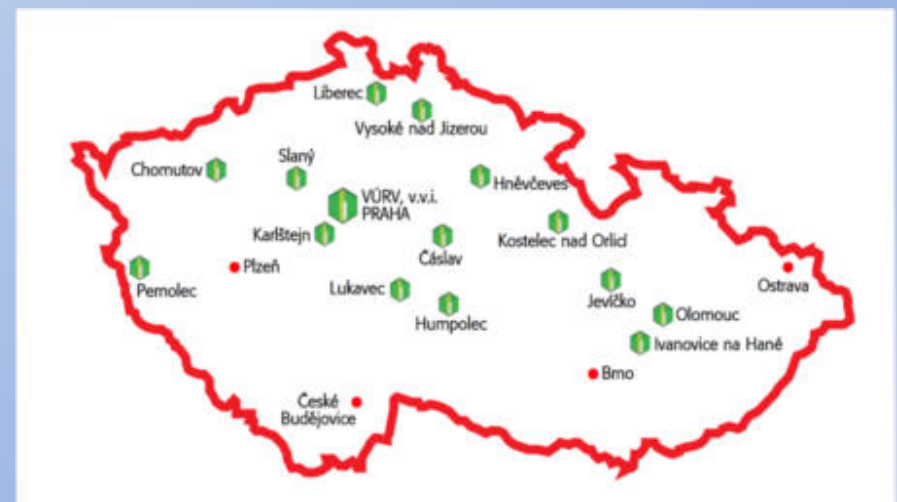 Liberec
Vysoké nad Jizerou
Chomutov
Slaný
Hněvčeves
VÚRV, v.v.i.
PRAHA
Karlštejn
Čáslav
Kostelec nad Orlicí
Pernolec
Plzeň
Lukavec
Humpolec
Jevíčko
Ostrava
Olomouc
Ivanovice na Hané
Brno
České
Budějovice